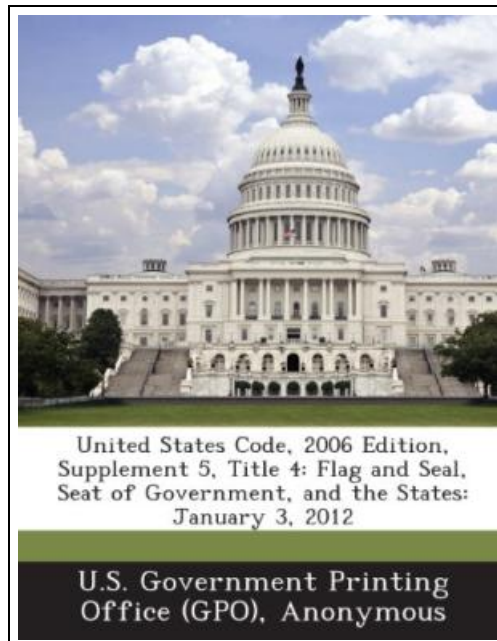 United States Code, 2006 Edition,
Supplement 5, Title 4: Flag and Seal,
Seat of Government, and the States:
January 3, 2012
U.S. Government Printing
Office (GPO), Anonymous